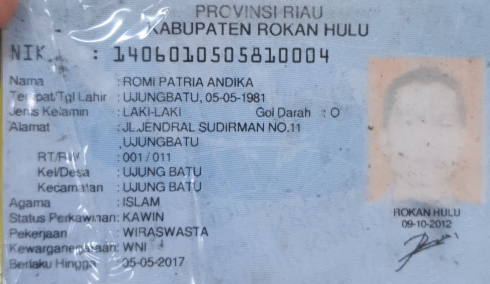 PROVINSI RIAU
KABUPATEN ROKAN HULU
NIK : 1406010505810004
Nama : ROMI PATRIA ANDIKA
Tempat/Tgl Lahir : UJUNGBATU, 05-05-1981
Jenis Kelamin : LAKI-LAKI Gol Darah : O
Alamat : JL.JENDRAL SUDIRMAN NO.11
UJUNGBATU
RT/RW : 001 / 011
Kel/Desa : UJUNG BATU
Kecamatan : UJUNG BATU
Agama : ISLAM
Status Perkawinan: KAWIN
Pekerjaan : WIRASWASTA
Kewarganegaraan: WNI
Berlaku Hingga : 05-05-2017
ROKAN HULU
09-10-2012